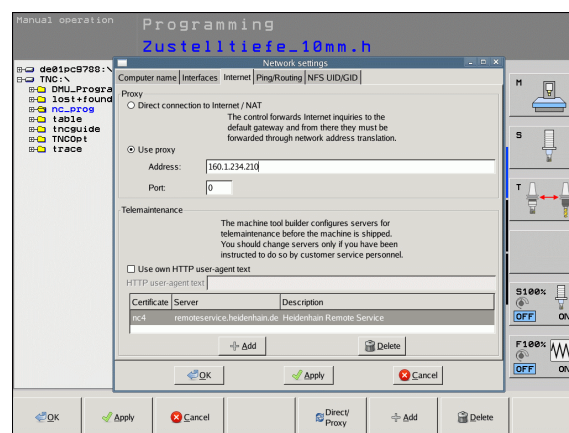 Manual operation
Programming
Zustelltiefe_10mm.h
de01pc9788:\
TNC:\
DMU_Progra
lost+found
nc_prog
table
tncguide
TNCOpt
trace
Network settings
Computer name Interfaces Internet Ping/Routing NFS UID/GID
Proxy
Direct connection to Internet / NAT
The control forwards Internet inquiries to
the default gateway and from there they must be
forwarded through network address translation.
Use proxy
Address: 160.1.234.210
Port: 0
Telemaintenance
The machine tool builder configures servers for
telemaintenance before the machine is shipped.
You should change servers only if you have been
instructed to do so by customer service personnel.
Use own HTTP user-agent text
HTTP user-agent text
Certificate Server Description
nc4 remoteservice.heidenhain.de Heidenhain Remote Service
Add Delete
OK Apply Cancel
M
S
T
S100%
OFF ON
F100%
OFF ON
OK Apply Cancel Direct/
Proxy Add Delete